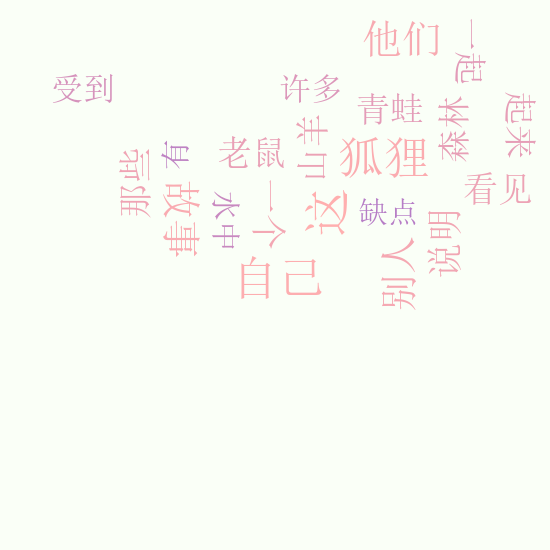 他们
一起
受到
许多
青蛙
森林
起来
山羊
老鼠
狐狸
有
那些
看见
故事
水中
一个
这
缺点
说明
别人
自己